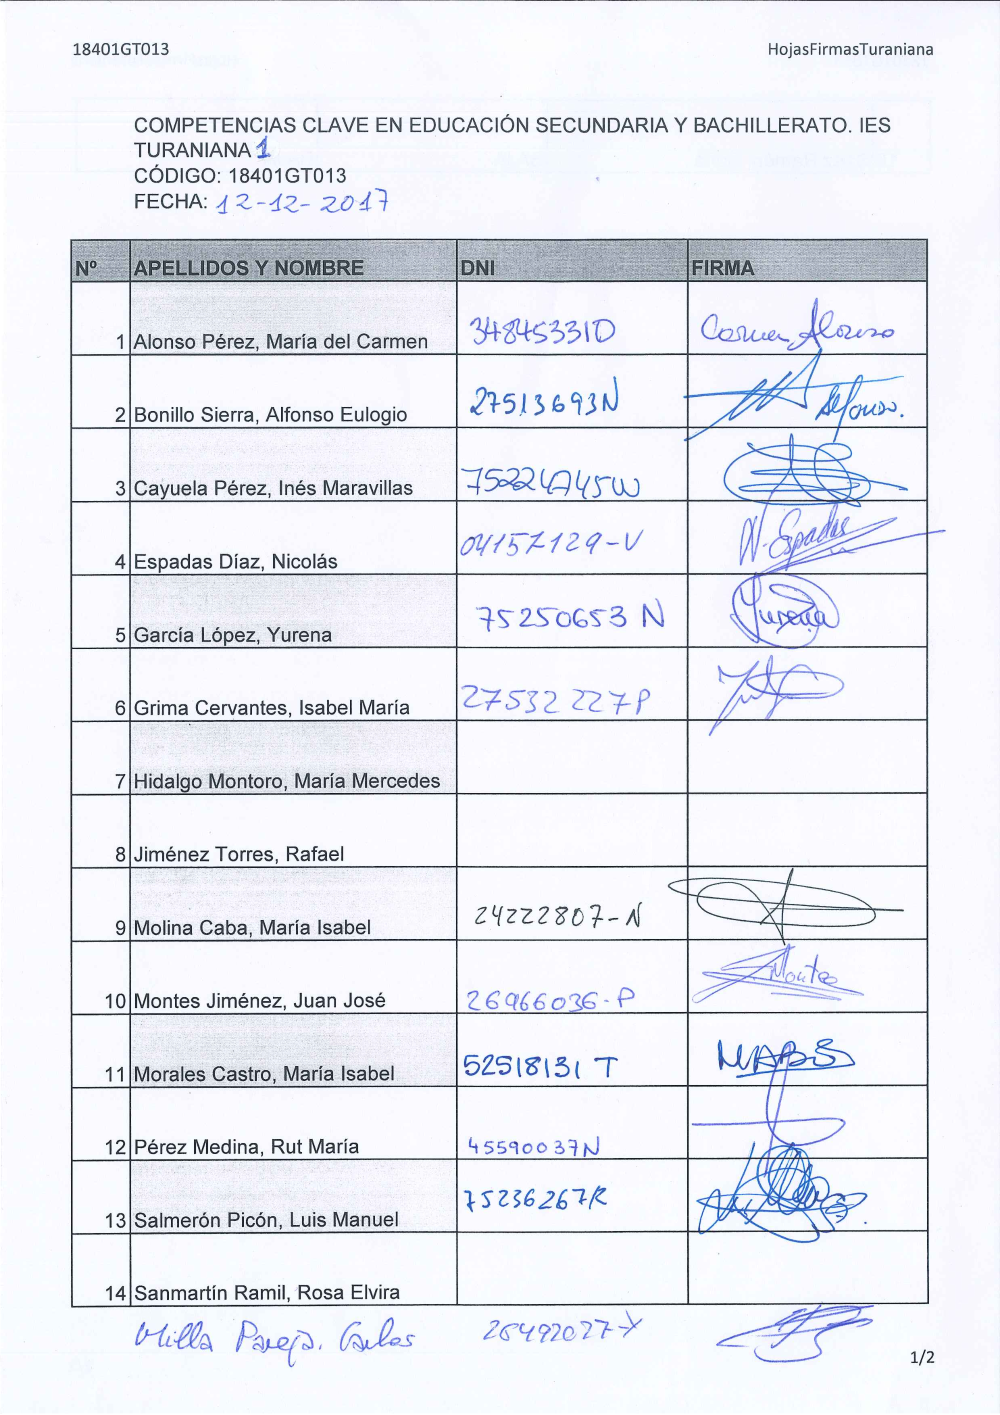 18401GT013 HojasFirmasTuraniana
COMPETENCIAS CLAVE EN EDUCACIÓN SECUNDARIA Y BACHILLERATO. IES
TURANIANA 1
CÓDIGO: 18401GT013
FECHA: 12-12-2017
Nº APELLIDOS Y NOMBRE DNI FIRMA
1 Alonso Pérez, María del Carmen 34845331D Carmen Alonso
2 Bonillo Sierra, Alfonso Eulogio 27513693N Alfonso.
3 Cayuela Pérez, Inés Maravillas
4 Espadas Díaz, Nicolás 04157129-V N. Espadas
5 García López, Yurena 75250653 N Yurena
6 Grima Cervantes, Isabel María 27532 227P
7 Hidalgo Montoro, María Mercedes
8 Jiménez Torres, Rafael
9 Molina Caba, María Isabel 24222807-N
10 Montes Jiménez, Juan José 26966036-P Montes
11 Morales Castro, María Isabel 52518131 T
12 Pérez Medina, Rut María 45590037N
13 Salmerón Picón, Luis Manuel 75236267R
14 Sanmartín Ramil, Rosa Elvira
Milla Pareja. Carlos 26492027-X
1/2